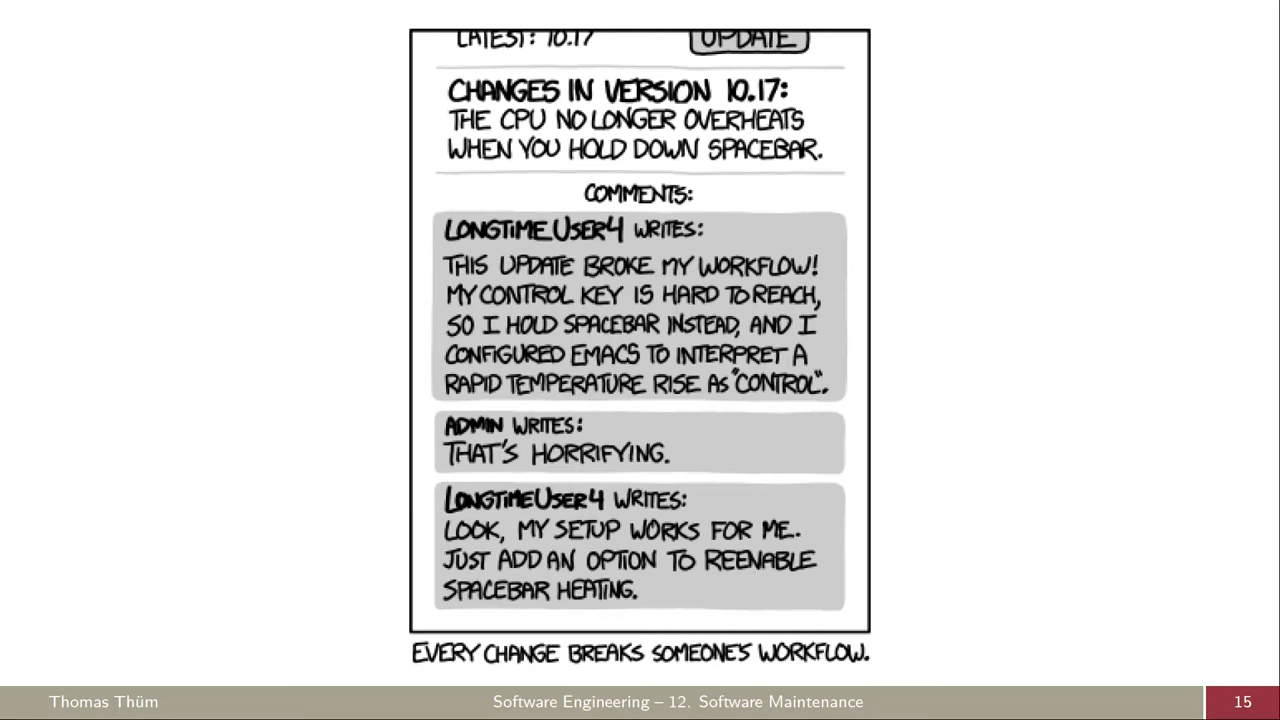 LATEST: 10.17 UPDATE
CHANGES IN VERSION 10.17:
THE CPU NO LONGER OVERHEATS
WHEN YOU HOLD DOWN SPACEBAR.
COMMENTS:
LONGTIMEUSER4 WRITES:
THIS UPDATE BROKE MY WORKFLOW!
MY CONTROL KEY IS HARD TO REACH,
SO I HOLD SPACEBAR INSTEAD, AND I
CONFIGURED EMACS TO INTERPRET A
RAPID TEMPERATURE RISE AS "CONTROL".
ADMIN WRITES:
THAT'S HORRIFYING.
LONGTIMEUSER4 WRITES:
LOOK, MY SETUP WORKS FOR ME.
JUST ADD AN OPTION TO REENABLE
SPACEBAR HEATING.
EVERY CHANGE BREAKS SOMEONE'S WORKFLOW.
Thomas Thüm Software Engineering – 12. Software Maintenance 15